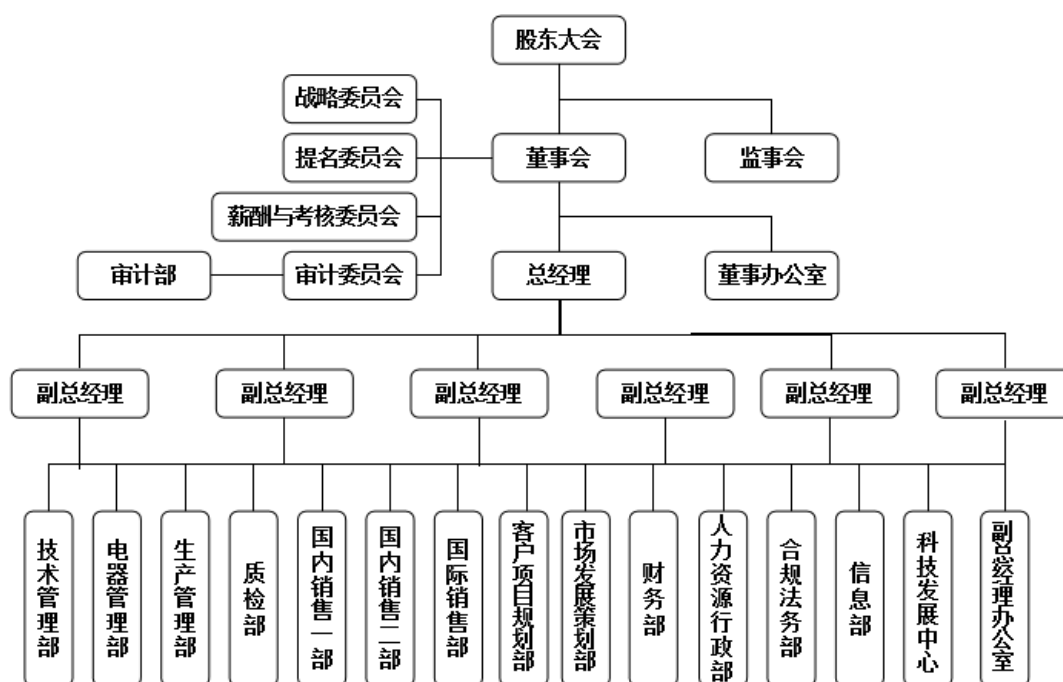 股东大会
战略委员会
提名委员会
董事会
监事会
薪酬与考核委员会
审计部
审计委员会
总经理
董事办公室
副总经理
副总经理
副总经理
副总经理
副总经理
副总经理
技术管理部
电器管理部
生产管理部
质检部
国内销售一部
国内销售二部
国际销售部
客户项目规划部
市场发展策划部
财务部
人力资源行政部
合规法务部
信息部
科技发展中心
副总经理办公室